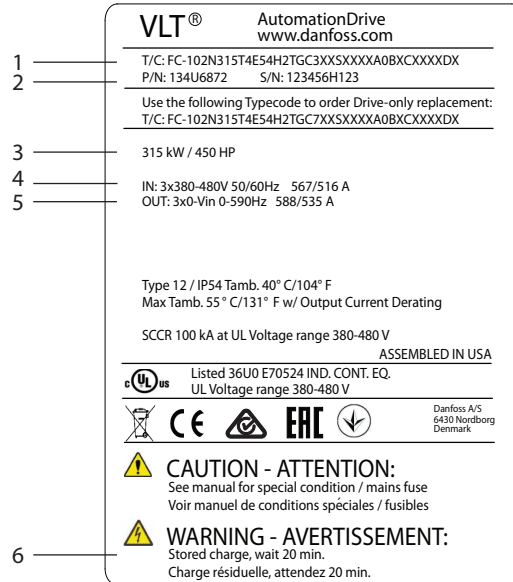 VLT® AutomationDrive
www.danfoss.com
1 T/C: FC-102N315T4E54H2TGC3XXSXXXXA0BXCXXXXDX
2 P/N: 134U6872 S/N: 123456H123
Use the following Typecode to order Drive-only replacement:
T/C: FC-102N315T4E54H2TGC7XXSXXXXA0BXCXXXXDX
3 315 kW / 450 HP
4 IN: 3x380-480V 50/60Hz 567/516 A
5 OUT: 3x0-Vin 0-590Hz 588/535 A
Type 12 / IP54 Tamb. 40° C/104° F
Max Tamb. 55° C/131° F w/ Output Current Derating
SCCR 100 kA at UL Voltage range 380-480 V
ASSEMBLED IN USA
c UL us Listed 36U0 E70524 IND. CONT. EQ.
UL Voltage range 380-480 V
CE EAC
Danfoss A/S
6430 Nordborg
Denmark
CAUTION - ATTENTION:
See manual for special condition / mains fuse
Voir manuel de conditions spéciales / fusibles
WARNING - AVERTISSEMENT:
6 Stored charge, wait 20 min.
Charge résiduelle, attendez 20 min.